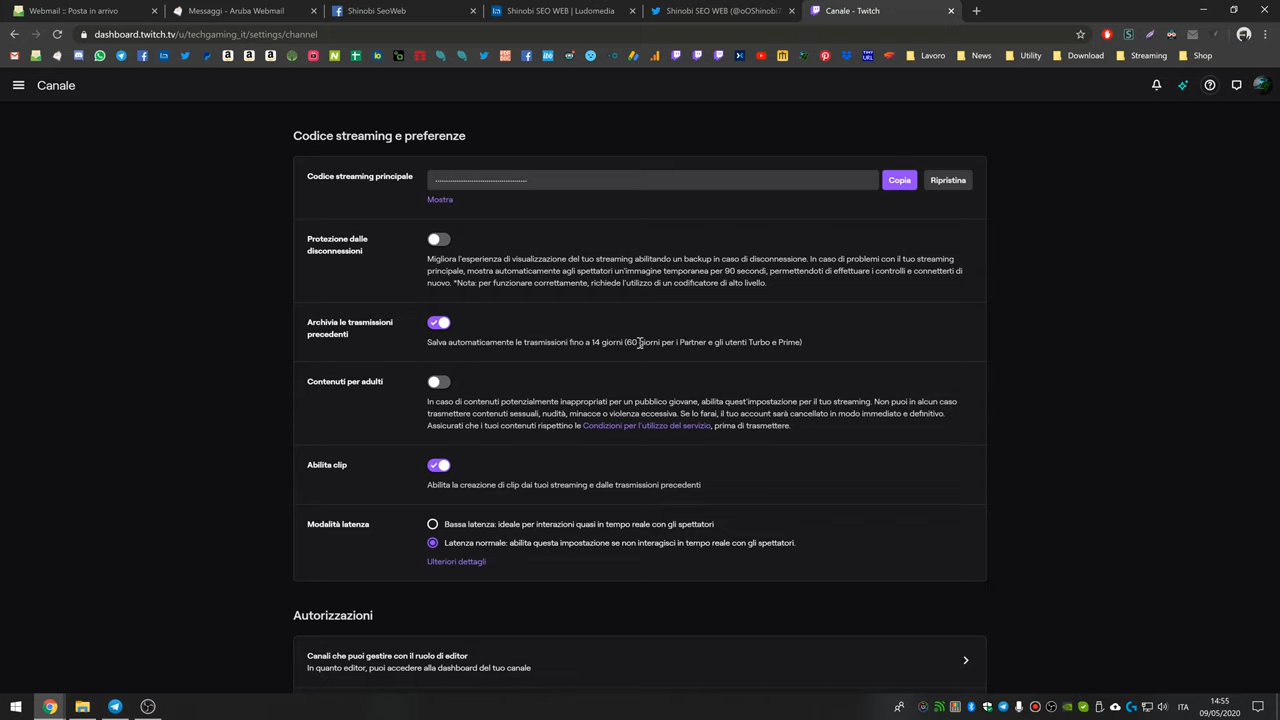 Webmail :: Posta in arrivo
Messaggi - Aruba Webmail
Shinobi SeoWeb
Shinobi SEO WEB | Ludomedia
Shinobi SEO WEB (@oOShinobi7
Canale - Twitch
dashboard.twitch.tv/u/techgaming_it/settings/channel
Lavoro
News
Utility
Download
Streaming
Shop
Canale
Codice streaming e preferenze
Codice streaming principale
Copia
Ripristina
Mostra
Protezione dalle
disconnessioni
Migliora l'esperienza di visualizzazione del tuo streaming abilitando un backup in caso di disconnessione. In caso di problemi con il tuo streaming
principale, mostra automaticamente agli spettatori un'immagine temporanea per 90 secondi, permettendoti di effettuare i controlli e connetterti di
nuovo. *Nota: per funzionare correttamente, richiede l'utilizzo di un codificatore di alto livello.
Archivia le trasmissioni
precedenti
Salva automaticamente le trasmissioni fino a 14 giorni (60 giorni per i Partner e gli utenti Turbo e Prime)
Contenuti per adulti
In caso di contenuti potenzialmente inappropriati per un pubblico giovane, abilita quest'impostazione per il tuo streaming. Non puoi in alcun caso
trasmettere contenuti sessuali, nudità, minacce o violenza eccessiva. Se lo farai, il tuo account sarà cancellato in modo immediato e definitivo.
Assicurati che i tuoi contenuti rispettino le Condizioni per l'utilizzo del servizio, prima di trasmettere.
Abilita clip
Abilita la creazione di clip dai tuoi streaming e dalle trasmissioni precedenti
Modalità latenza
Bassa latenza: ideale per interazioni quasi in tempo reale con gli spettatori
Latenza normale: abilita questa impostazione se non interagisci in tempo reale con gli spettatori.
Ulteriori dettagli
Autorizzazioni
Canali che puoi gestire con il ruolo di editor
In quanto editor, puoi accedere alla dashboard del tuo canale
ITA
14:55
09/05/2020